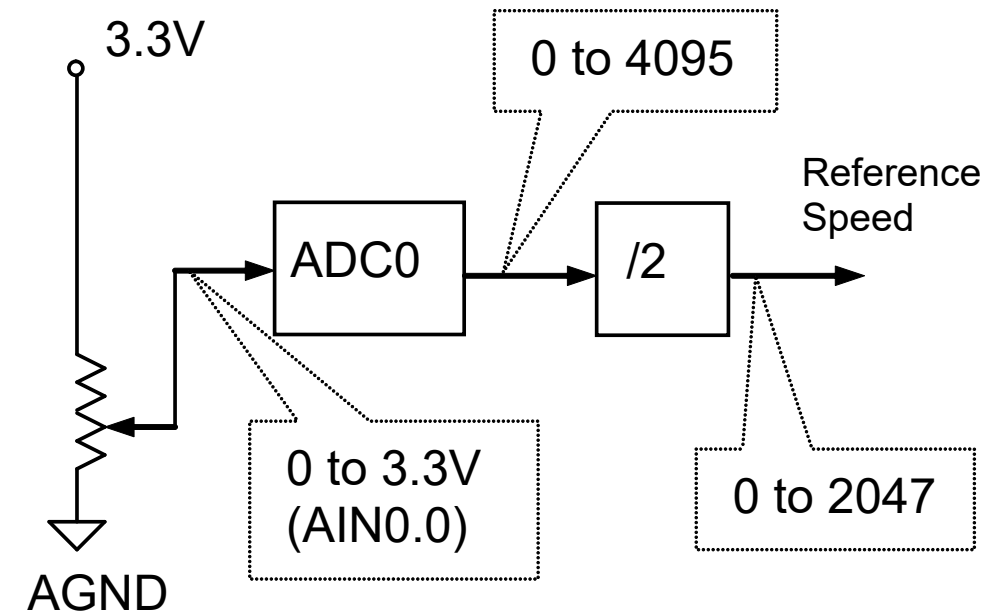 3.3V
0 to 4095
Reference
Speed
ADC0
/2
0 to 3.3V
(AIN0.0)
0 to 2047
AGND